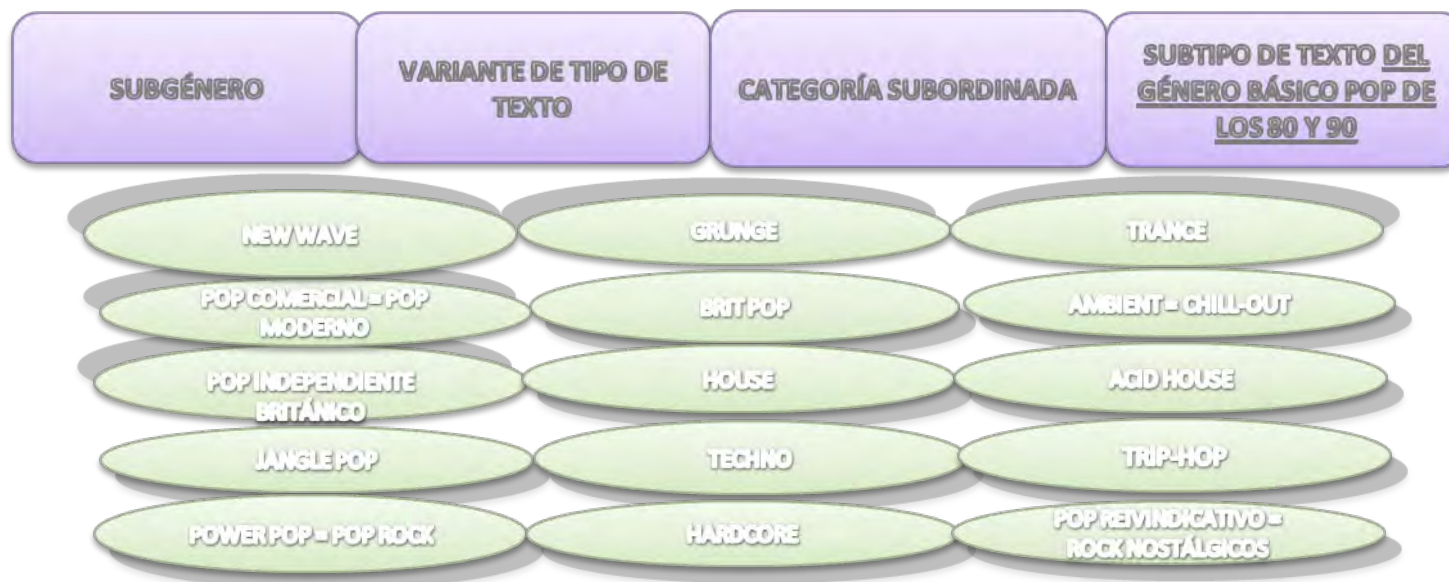 SUBGÉNERO
VARIANTE DE TIPO DE
TEXTO
CATEGORÍA SUBORDINADA
SUBTIPO DE TEXTO DEL
GÉNERO BÁSICO POP DE
LOS 80 Y 90
NEW WAVE
GRUNGE
TRANCE
POP COMERCIAL = POP
MODERNO
BRIT POP
AMBIENT = CHILL-OUT
POP INDEPENDIENTE
BRITÁNICO
HOUSE
ACID HOUSE
JANGLE POP
TECHNO
TRIP-HOP
POWER POP = POP ROCK
HARDCORE
POP REIVINDICATIVO =
ROCK NOSTÁLGICOS